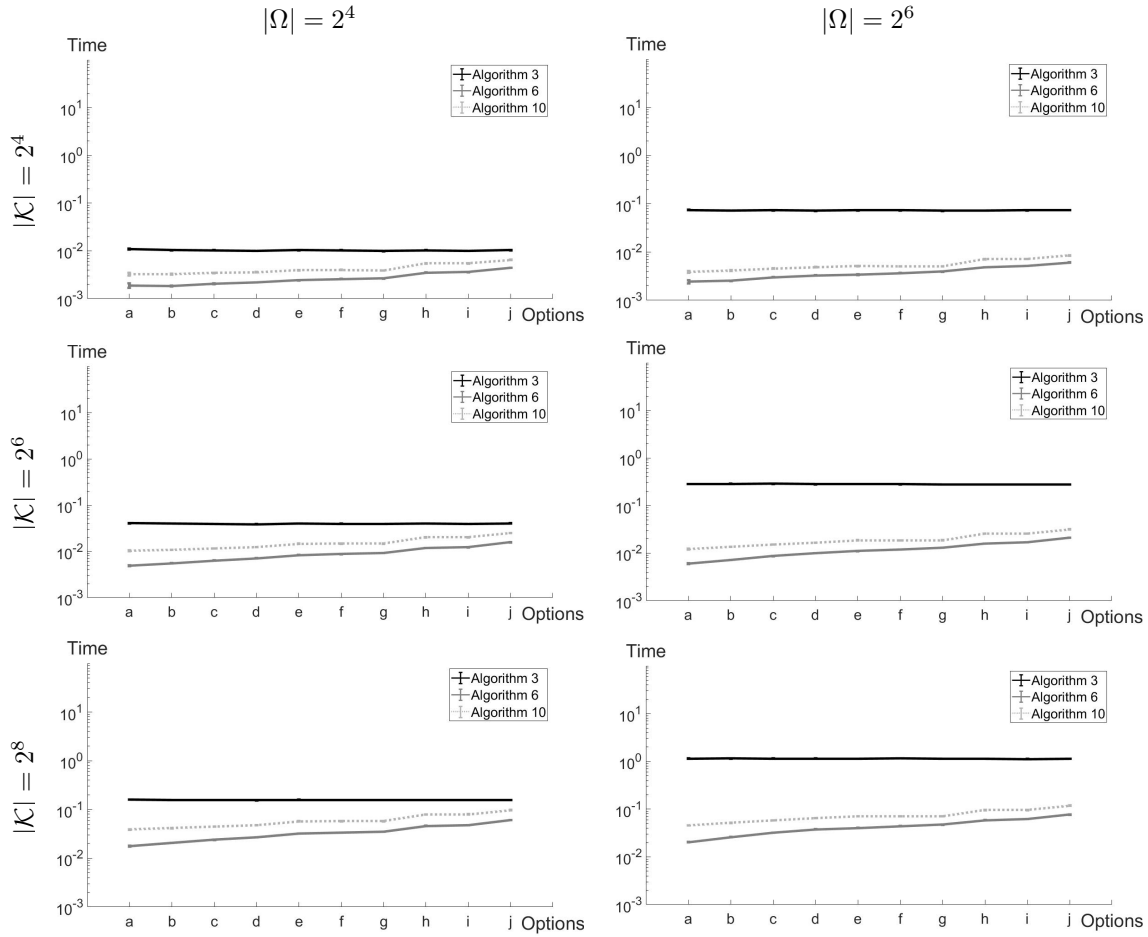 |Ω| = 2^4
|Ω| = 2^6
|𝒦| = 2^4
Time
Algorithm 3
Algorithm 6
Algorithm 10
10^1
10^0
10^-1
10^-2
10^-3
a b c d e f g h i j Options
Time
Algorithm 3
Algorithm 6
Algorithm 10
10^1
10^0
10^-1
10^-2
10^-3
a b c d e f g h i j Options
|𝒦| = 2^6
Time
Algorithm 3
Algorithm 6
Algorithm 10
10^1
10^0
10^-1
10^-2
10^-3
a b c d e f g h i j Options
Time
Algorithm 3
Algorithm 6
Algorithm 10
10^1
10^0
10^-1
10^-2
10^-3
a b c d e f g h i j Options
|𝒦| = 2^8
Time
Algorithm 3
Algorithm 6
Algorithm 10
10^1
10^0
10^-1
10^-2
10^-3
a b c d e f g h i j Options
Time
Algorithm 3
Algorithm 6
Algorithm 10
10^1
10^0
10^-1
10^-2
10^-3
a b c d e f g h i j Options